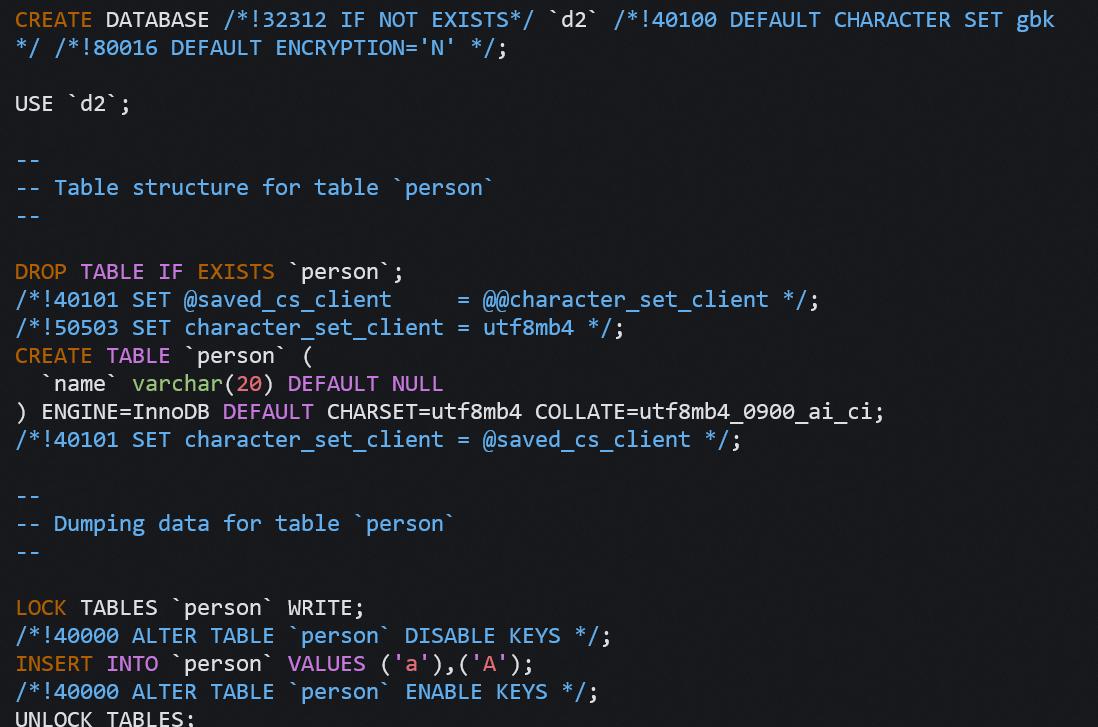 CREATE DATABASE /*!32312 IF NOT EXISTS*/ `d2` /*!40100 DEFAULT CHARACTER SET gbk
*/ /*!80016 DEFAULT ENCRYPTION='N' */;
USE `d2`;
--
-- Table structure for table `person`
--
DROP TABLE IF EXISTS `person`;
/*!40101 SET @saved_cs_client     = @@character_set_client */;
/*!50503 SET character_set_client = utf8mb4 */;
CREATE TABLE `person` (
  `name` varchar(20) DEFAULT NULL
) ENGINE=InnoDB DEFAULT CHARSET=utf8mb4 COLLATE=utf8mb4_0900_ai_ci;
/*!40101 SET character_set_client = @saved_cs_client */;
--
-- Dumping data for table `person`
--
LOCK TABLES `person` WRITE;
/*!40000 ALTER TABLE `person` DISABLE KEYS */;
INSERT INTO `person` VALUES ('a'),('A');
/*!40000 ALTER TABLE `person` ENABLE KEYS */;
UNLOCK TABLES;